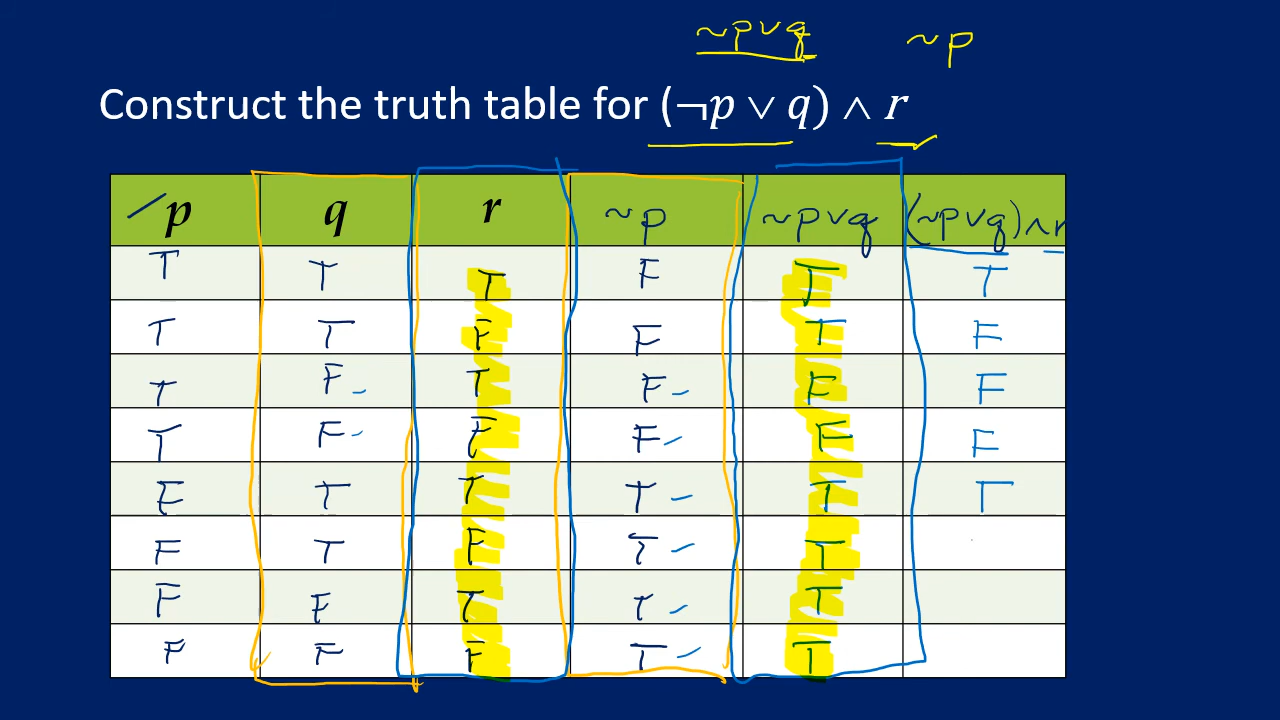 ~p∨q ~p
Construct the truth table for (¬p ∨ q) ∧ r
p q r ~p ~p∨q (~p∨q)∧r
T T T F T T
T T F F T F
T F T F F F
T F F F F F
F T T T T T
F T F T T
F F T T T
F F F T T